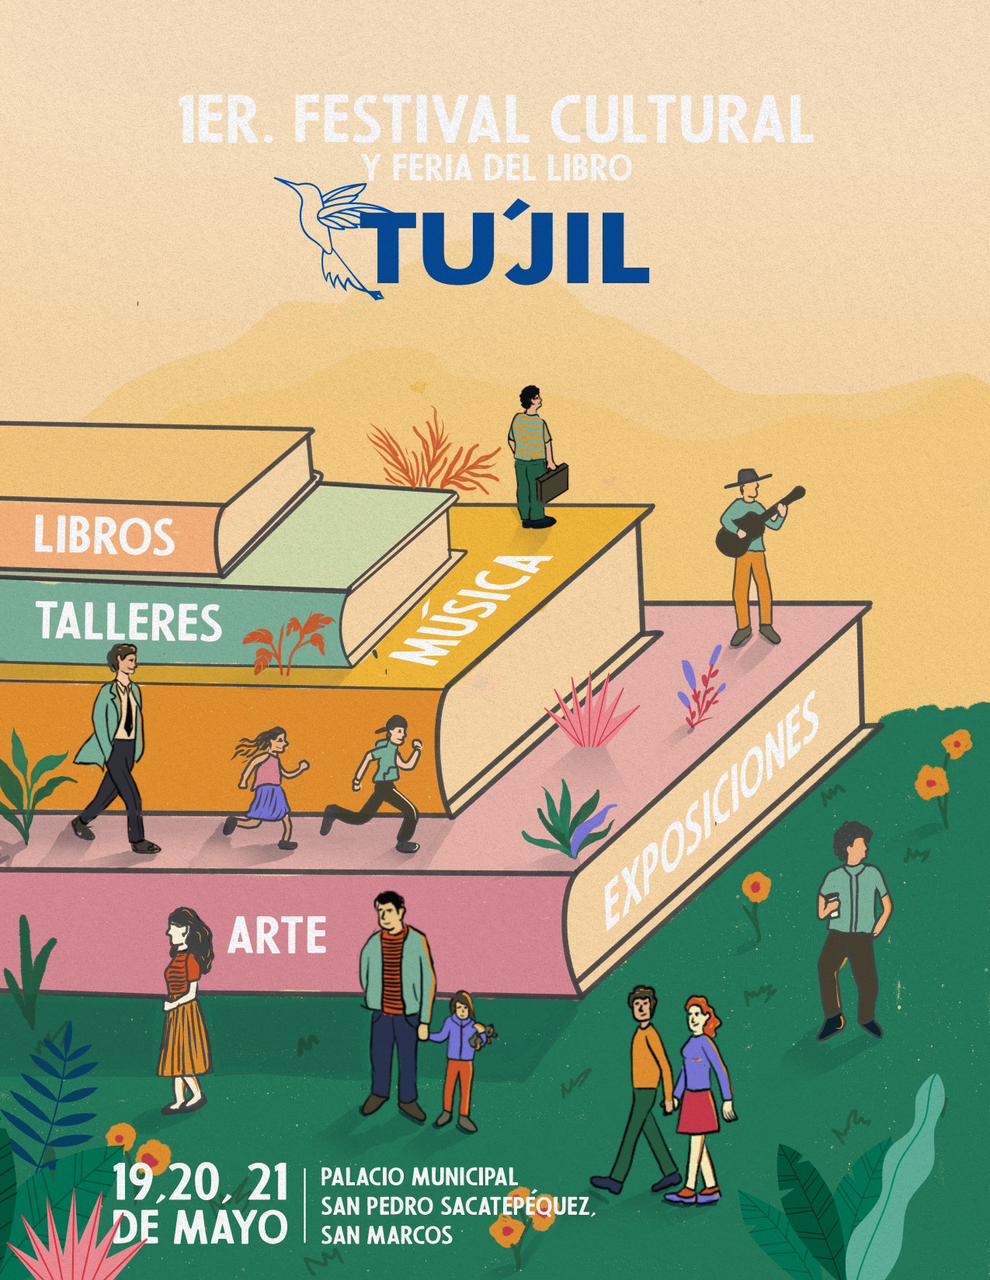 1ER. FESTIVAL CULTURAL
Y FERIA DEL LIBRO
TUJ́IL
LIBROS
TALLERES
MÚSICA
EXPOSICIONES
ARTE
19,20, 21
DE MAYO
PALACIO MUNICIPAL
SAN PEDRO SACATEPÉQUEZ,
SAN MARCOS